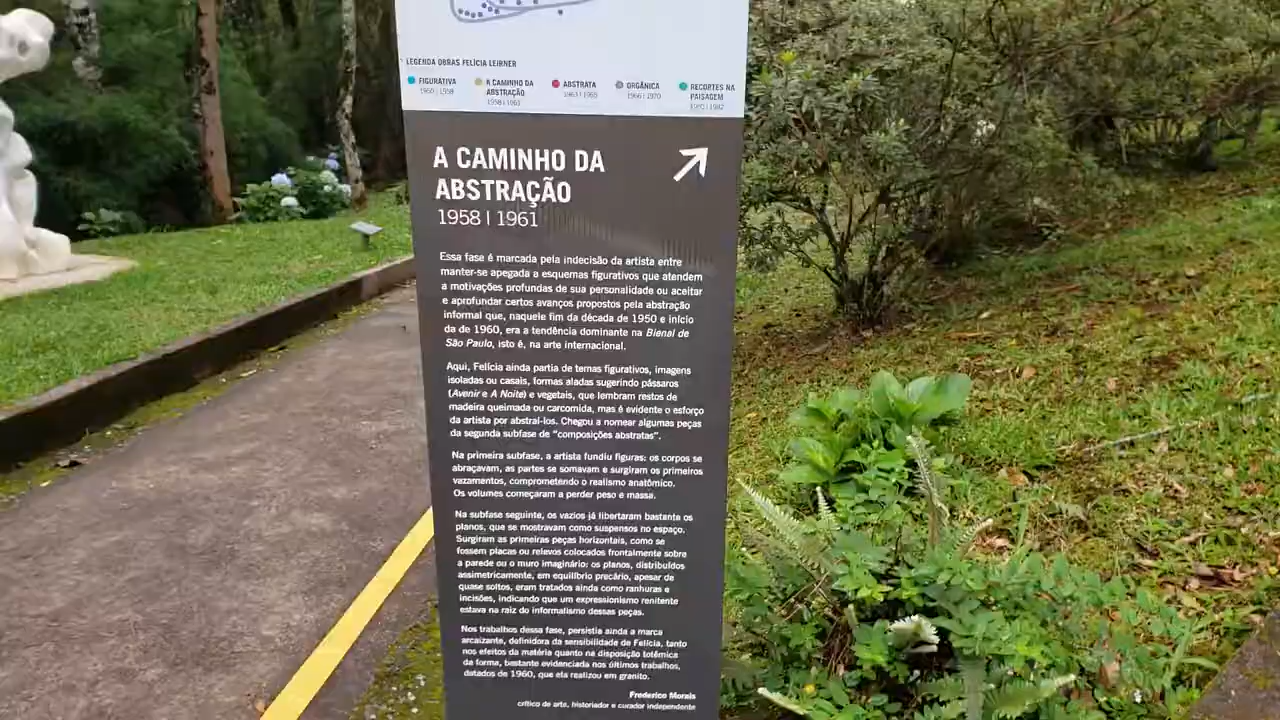 LEGENDA OBRAS FELÍCIA LEIRNER
FIGURATIVA
1950 | 1958
A CAMINHO DA
ABSTRAÇÃO
1958 | 1961
ABSTRATA
1963 | 1965
ORGÂNICA
1966 | 1970
RECORTES NA
PAISAGEM
1980 | 1982
A CAMINHO DA
ABSTRAÇÃO
1958 | 1961
Essa fase é marcada pela indecisão da artista entre
manter-se apegada a esquemas figurativos que atendem
a motivações profundas de sua personalidade ou aceitar
e aprofundar certos avanços propostos pela abstração
informal que, naquele fim da década de 1950 e início
da de 1960, era a tendência dominante na Bienal de
São Paulo, isto é, na arte internacional.
Aqui, Felícia ainda partia de temas figurativos, imagens
isoladas ou casais, formas aladas sugerindo pássaros
(Avenir e A Noite) e vegetais, que lembram restos de
madeira queimada ou carcomida, mas é evidente o esforço
da artista por abstraí-los. Chegou a nomear algumas peças
da segunda subfase de "composições abstratas".
Na primeira subfase, a artista fundiu figuras: os corpos se
abraçavam, as partes se somavam e surgiram os primeiros
vazamentos, comprometendo o realismo anatômico.
Os volumes começaram a perder peso e massa.
Na subfase seguinte, os vazios já libertaram bastante os
planos, que se mostravam como suspensos no espaço.
Surgiram as primeiras peças horizontais, como se
fossem placas ou relevos colocados frontalmente sobre
a parede ou o muro imaginário: os planos, distribuídos
assimetricamente, em equilíbrio precário, apesar de
quase soltos, eram tratados ainda como ranhuras e
incisões, indicando que um expressionismo renitente
estava na raiz do informalismo dessas peças.
Nos trabalhos dessa fase, persistia ainda a marca
arcaizante, definidora da sensibilidade de Felícia, tanto
nos efeitos da matéria quanto na disposição totêmica
da forma, bastante evidenciada nos últimos trabalhos,
datados de 1960, que ela realizou em granito.
Frederico Morais
crítico de arte, historiador e curador independente